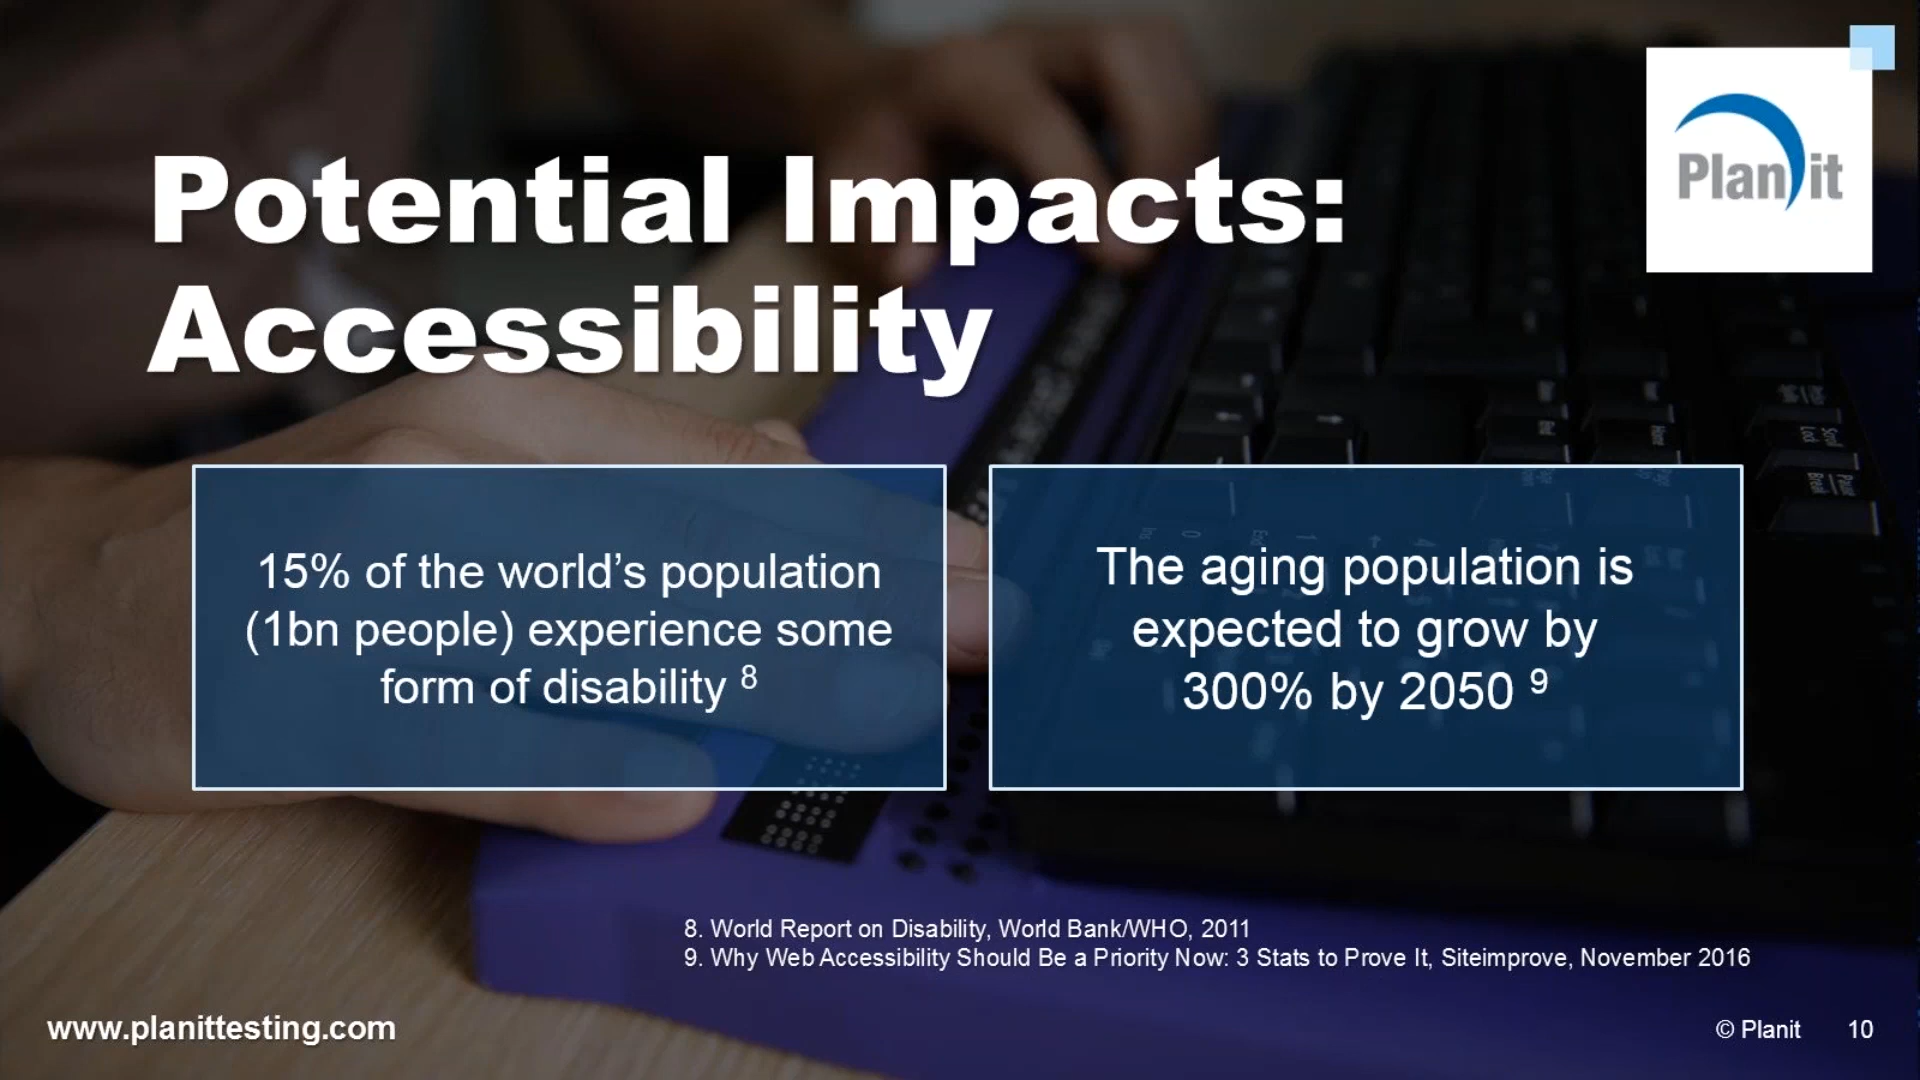 Planit
Potential Impacts:
Accessibility
15% of the world’s population
(1bn people) experience some
form of disability 8
The aging population is
expected to grow by
300% by 2050 9
8. World Report on Disability, World Bank/WHO, 2011
9. Why Web Accessibility Should Be a Priority Now: 3 Stats to Prove It, Siteimprove, November 2016
www.planittesting.com
© Planit
10